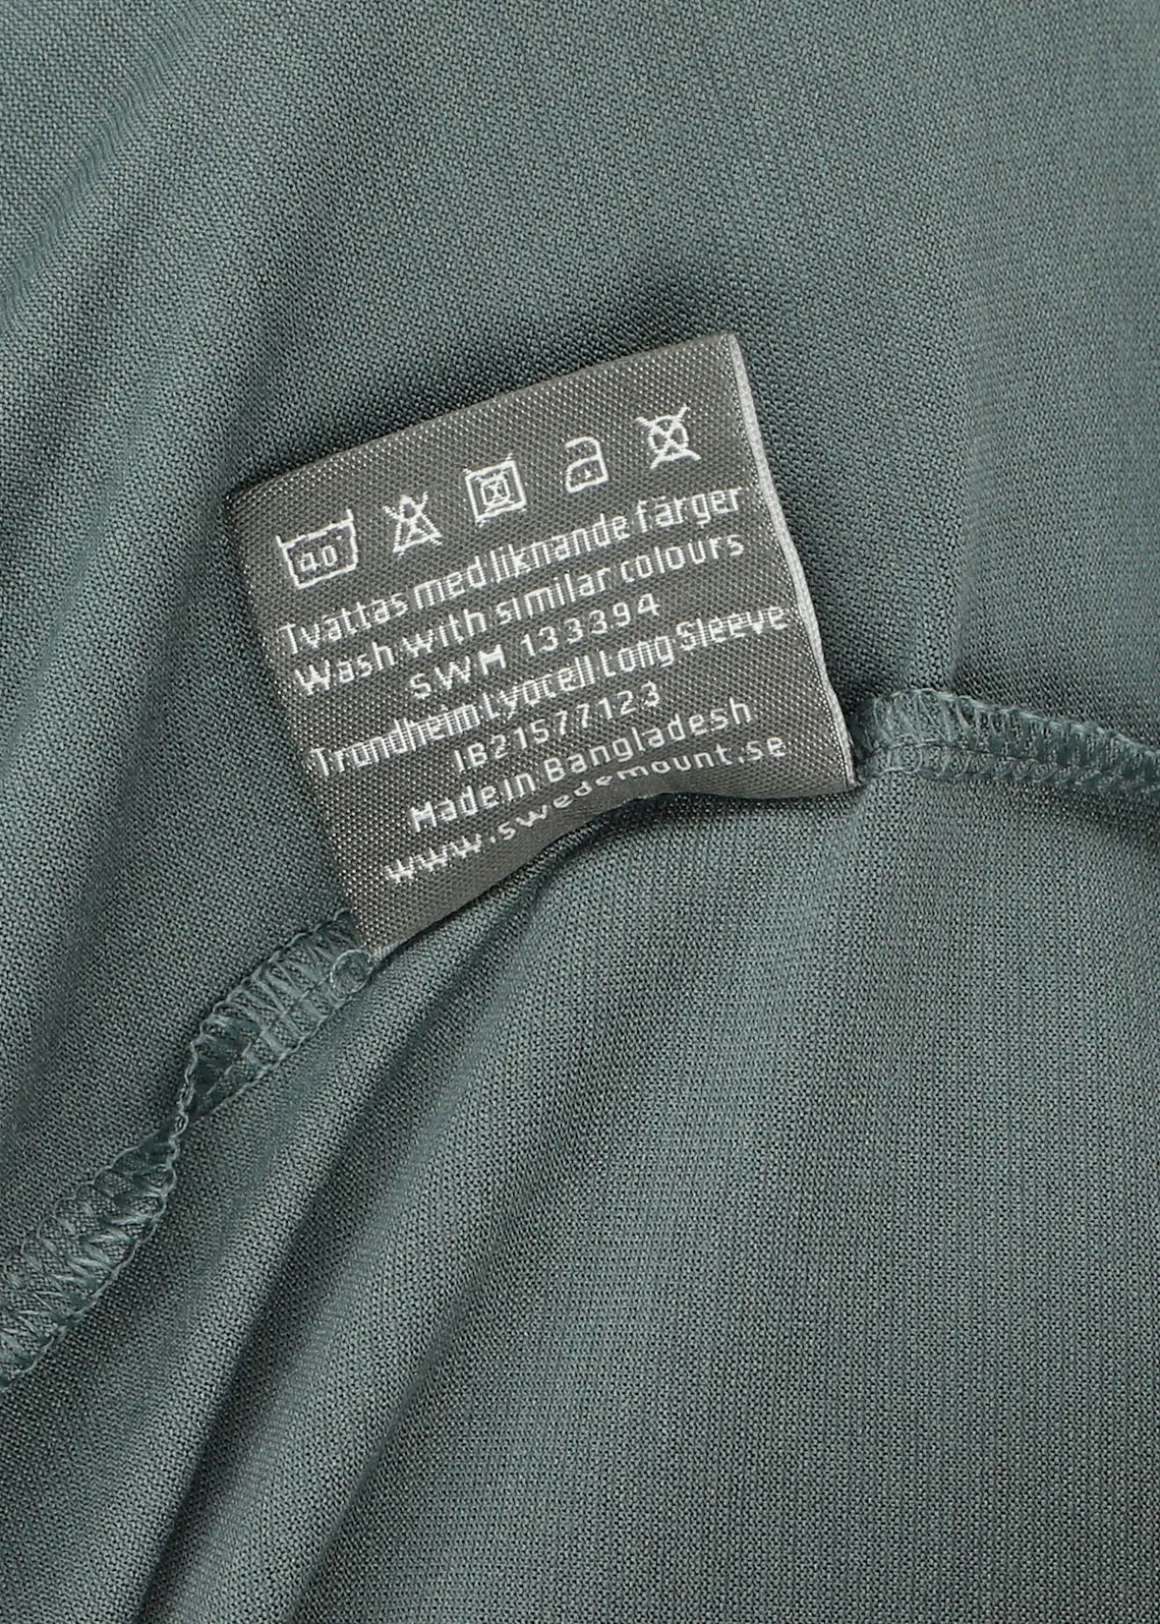 40
Tvättas med liknande färger
Wash with similar colours
SWM 133394
Trondheim Lyocell Long Sleeve
IB21577123
Made in Bangladesh
www.swedemount.se